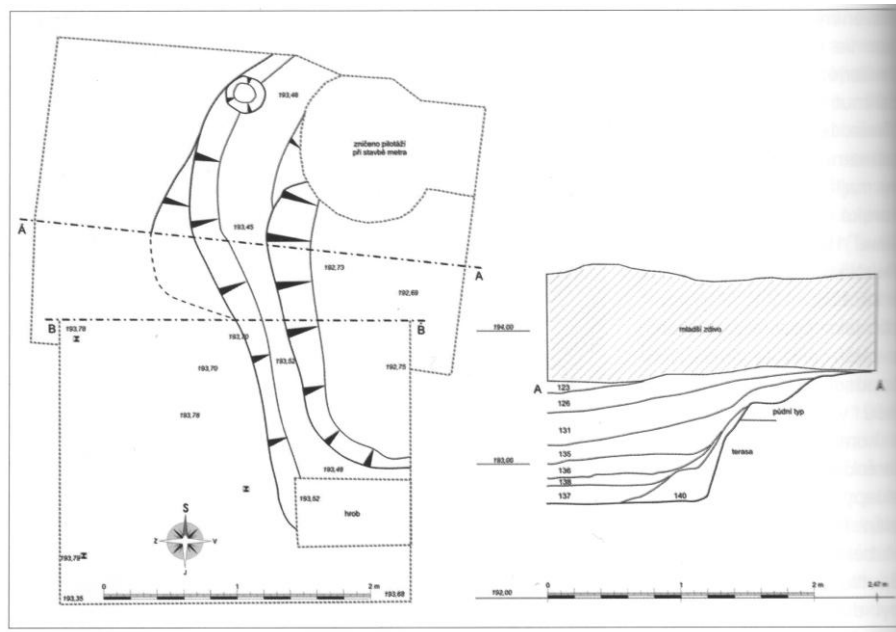 193,48
zničeno pilotáží
při stavbě metra
Ā
193,45
192,73
A
192,69
B
193,79
193,70
B̄
193,52
192,75
193,70
193,78
193,49
193,52
hrob
S
Z
V
J
193,79
0
1
2 m
193,35
193,68
mladší zdivo
194,00
A
Ā
123
126
půdní typ
131
terasa
193,00
135
136
138
137
140
192,00
0
1
2 m
2,47 m